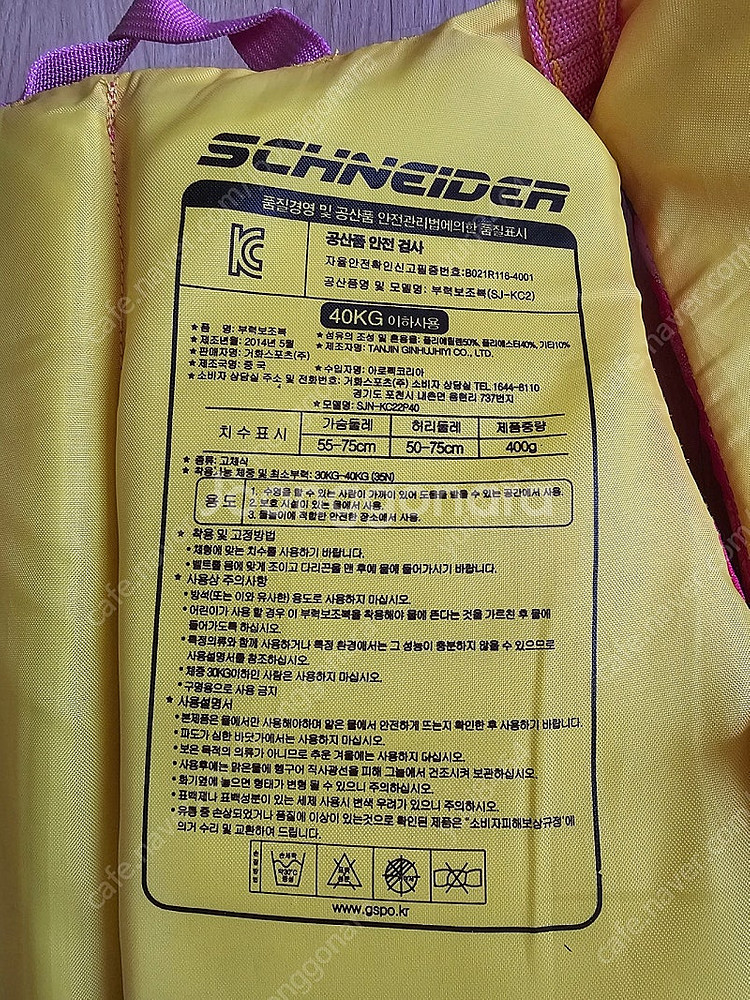 SCHNEIDER
품질경영 및 공산품 안전관리법에의한 품질표시
공산품 안전 검사
자율안전확인신고필증번호:B021R116-4001
공산품명 및 모델명: 부력보조복(SJ-KC2)
40KG 이하사용
★품 명: 부력보조복
★섬유의 조성 및 혼용율: 폴리에틸렌50%, 폴리에스터40%, 기타10%
★제조년월: 2014년 5월
★제조자명: TANJIN GINHUJHIYI CO., LTD.
★판매자명: 거화스포츠(주)
★제조국명: 중 국
★수입자명: 아로펙코리아
★소비자 상담실 주소 및 전화번호: 거화스포츠(주) 소비자 상담실 TEL 1644-8110
경기도 포천시 내촌면 음현리 737번지
★모델명: SJN-KC22P40
치수표시 가슴둘레 허리둘레 제품중량
55-75cm 50-75cm 400g
★종류: 고체식
★착용가능 체중 및 최소부력: 30KG-40KG (35N)
용도
1. 수영을 할 수 있는 사람이 가까이 있어 도움을 받을 수 있는 공간에서 사용.
2. 보호 시설이 있는 물에서 사용.
3. 물놀이에 적합한 안전한 장소에서 사용.
★ 착용 및 고정방법
•체형에 맞는 치수를 사용하기 바랍니다.
•벨트를 몸에 맞게 조이고 다리끈을 맨 후에 물에 들어가시기 바랍니다.
★ 사용상 주의사항
•방석(또는 이와 유사한) 용도로 사용하지 마십시오.
•어린이가 사용 할 경우 이 부력보조복을 착용해야 물에 뜬다는 것을 가르친 후 물에
들어가도록 하십시오.
•특정의류와 함께 사용하거나 특정 환경에서는 그 성능이 충분하지 않을 수 있으므로
사용설명서를 참조하십시오.
•체중 30KG이하인 사람은 사용하지 마십시오.
•구명용으로 사용 금지
★ 사용설명서
•본제품은 물에서만 사용해야하며 얕은 물에서 안전하게 뜨는지 확인한 후 사용하기 바랍니다.
•파도가 심한 바닷가에서는 사용하지 마십시오.
•보온 목적의 의류가 아니므로 추운 겨울에는 사용하지 마십시오.
•사용후에는 맑은물에 헹구어 직사광선을 피해 그늘에서 건조시켜 보관하십시오.
•화기옆에 놓으면 형태가 변형 될 수 있으니 주의하십시오.
•표백제나 표백성분이 있는 세제 사용시 변색 우려가 있으니 주의하십시오.
•유통 중 손상되었거나 품질에 이상이 있는것으로 확인된 제품은 "소비자피해보상규정"에
의거 수리 및 교환하여 드립니다.
www.gspo.kr